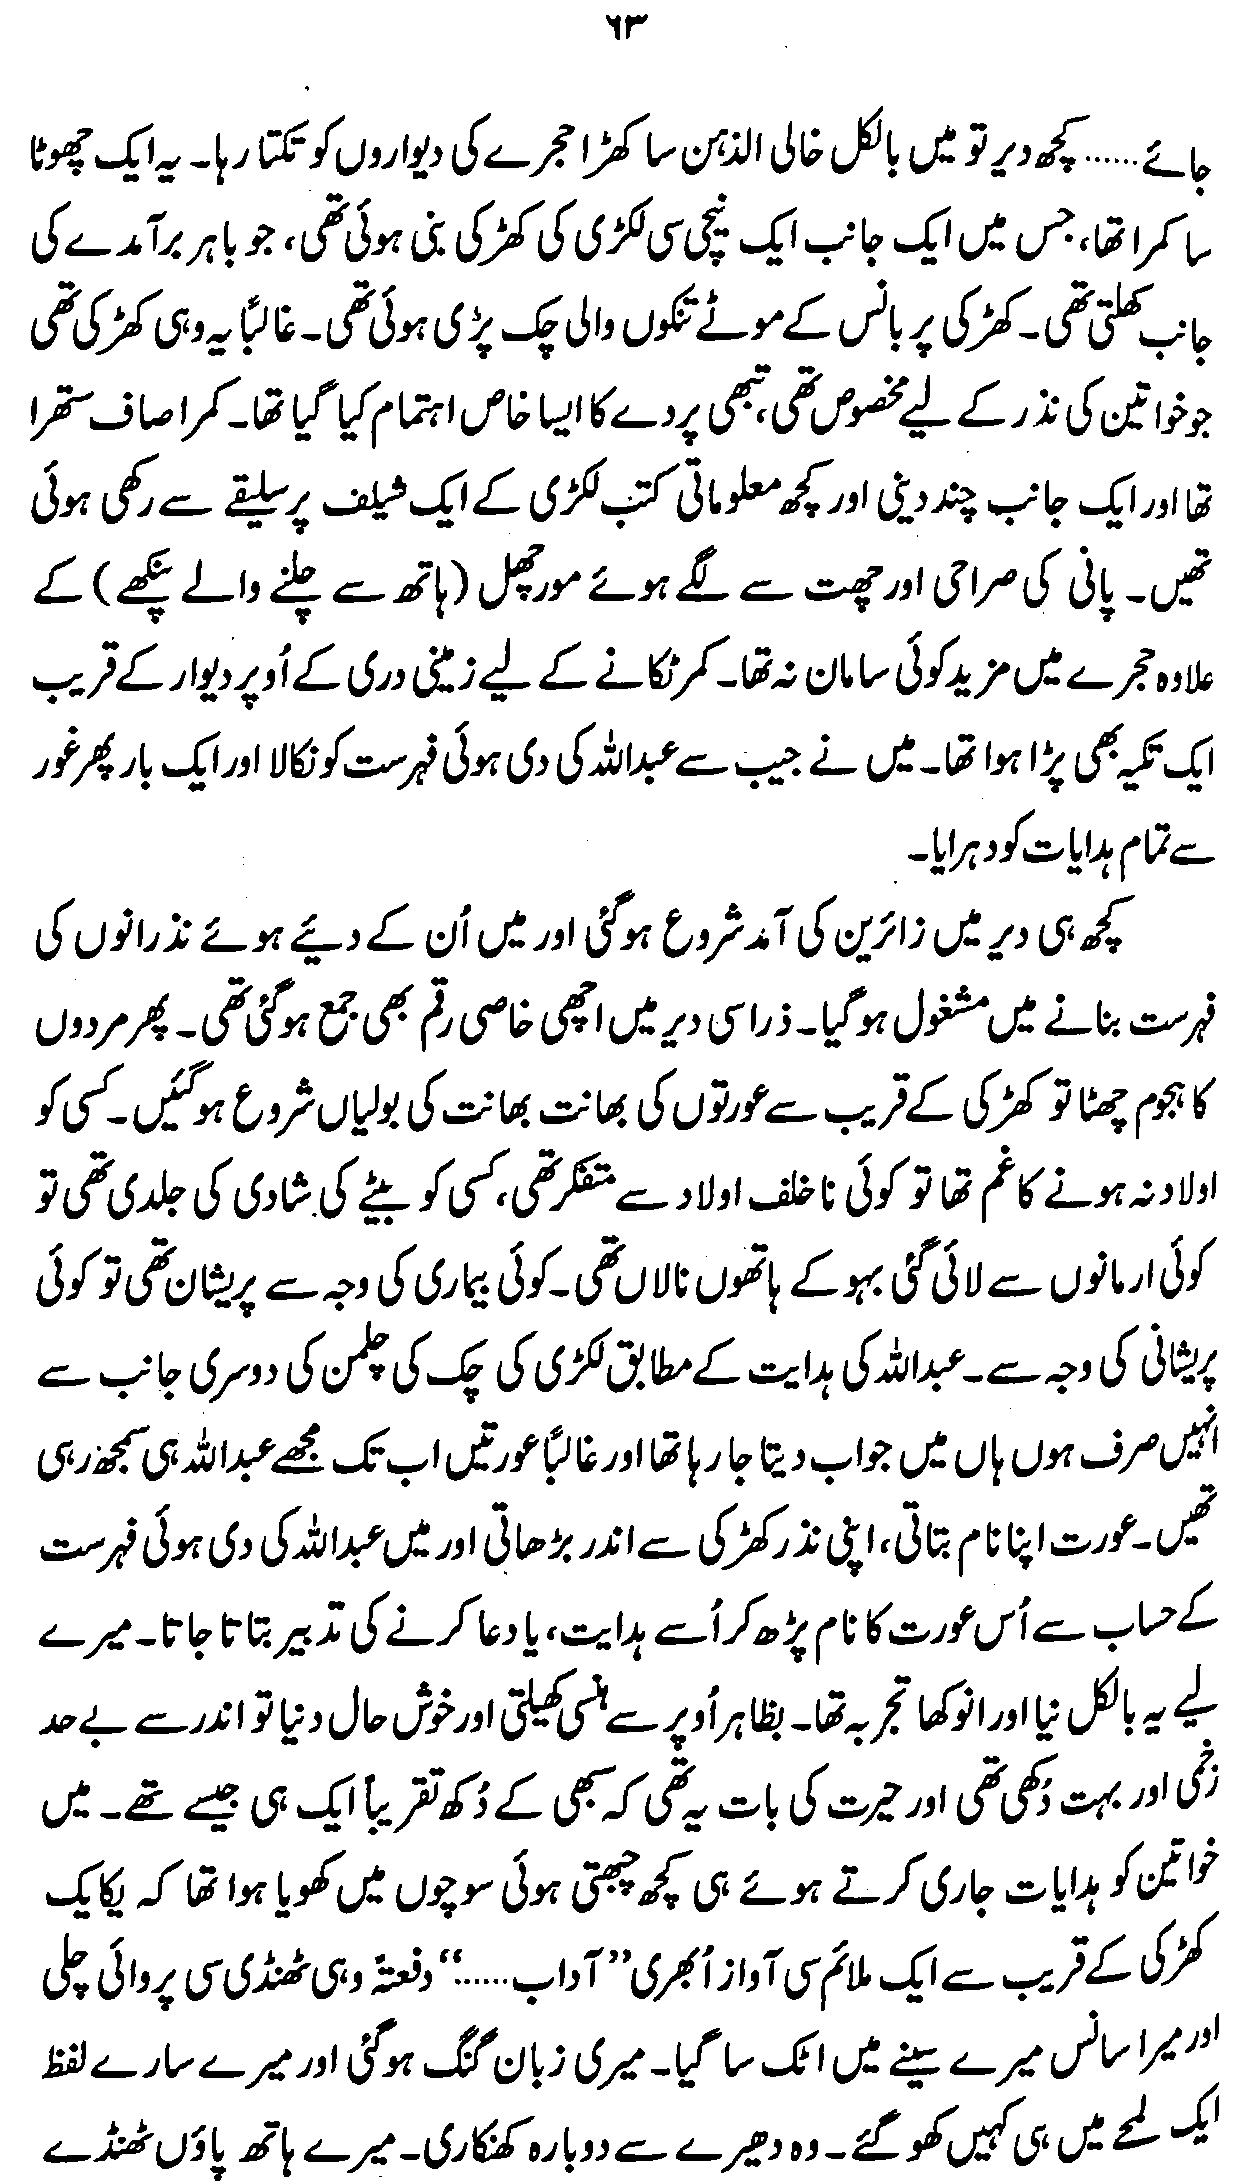 ۶۳
جائے...... کچھ دیر تو میں بالکل خالی الذہن سا کھڑا حجرے کی دیواروں کو تکتا رہا۔ یہ ایک چھوٹا
سا کمرا تھا، جس میں ایک جانب ایک نیچی سی لکڑی کی کھڑکی بنی ہوئی تھی، جو باہر برآمدے کی
جانب کھلتی تھی۔ کھڑکی پر بانس کے موٹے تنکوں والی چک پڑی ہوئی تھی۔ غالباً یہ وہی کھڑکی تھی
جو خواتین کی نذر کے لیے مخصوص تھی، تبھی پردے کا ایسا خاص اہتمام کیا گیا تھا۔ کمرا صاف ستھرا
تھا اور ایک جانب چند دینی اور کچھ معلوماتی کتب لکڑی کے ایک شیلف پر سلیقے سے رکھی ہوئی
تھیں۔ پانی کی صراحی اور چھت سے لگے ہوئے مورچھل (ہاتھ سے چلنے والے پنکھے) کے
علاوہ حجرے میں مزید کوئی سامان نہ تھا۔ کمر ٹکانے کے لیے زمینی دری کے اُوپر دیوار کے قریب
ایک تکیہ بھی پڑا ہوا تھا۔ میں نے جیب سے عبداللہ کی دی ہوئی فہرست کو نکالا اور ایک بار پھر غور
سے تمام ہدایات کو دہرایا۔
کچھ ہی دیر میں زائرین کی آمد شروع ہوگئی اور میں اُن کے دیئے ہوئے نذرانوں کی
فہرست بنانے میں مشغول ہوگیا۔ ذرا سی دیر میں اچھی خاصی رقم بھی جمع ہوگئی تھی۔ پھر مردوں
کا ہجوم چھٹا تو کھڑکی کے قریب سے عورتوں کی بھانت بھانت کی بولیاں شروع ہوگئیں۔ کسی کو
اولاد نہ ہونے کا غم تھا تو کوئی ناخلف اولاد سے متفکر تھی، کسی کو بیٹے کی شادی کی جلدی تھی تو
کوئی ارمانوں سے لائی گئی بہو کے ہاتھوں نالاں تھی۔ کوئی بیماری کی وجہ سے پریشان تھی تو کوئی
پریشانی کی وجہ سے۔ عبداللہ کی ہدایت کے مطابق لکڑی کی چک کی چلمن کی دوسری جانب سے
انہیں صرف ہوں ہاں میں جواب دیتا جا رہا تھا اور غالباً عورتیں اب تک مجھے عبداللہ ہی سمجھ رہی
تھیں۔ عورت اپنا نام بتاتی، اپنی نذر کھڑکی سے اندر بڑھاتی اور میں عبداللہ کی دی ہوئی فہرست
کے حساب سے اُس عورت کا نام پڑھ کر اُسے ہدایت، یا دعا کرنے کی تدبیر بتاتا جاتا۔ میرے
لیے یہ بالکل نیا اور انوکھا تجربہ تھا۔ بظاہر اُوپر سے ہنسی کھیلتی اور خوش حال دنیا تو اندر سے بے حد
زخمی اور بہت دُکھی تھی اور حیرت کی بات یہ تھی کہ سبھی کے دُکھ تقریباً ایک ہی جیسے تھے۔ میں
خواتین کو ہدایات جاری کرتے ہوئے ہی کچھ چبھتی ہوئی سوچوں میں کھویا ہوا تھا کہ یکایک
کھڑکی کے قریب سے ایک ملائم سی آواز اُبھری ”آداب......“ دفعتہً وہی ٹھنڈی سی پروائی چلی
اور میرا سانس میرے سینے میں اٹک سا گیا۔ میری زبان گنگ ہوگئی اور میرے سارے لفظ
ایک لمحے میں ہی کہیں کھو گئے۔ وہ دھیرے سے دوبارہ کھنکاری۔ میرے ہاتھ پاؤں ٹھنڈے